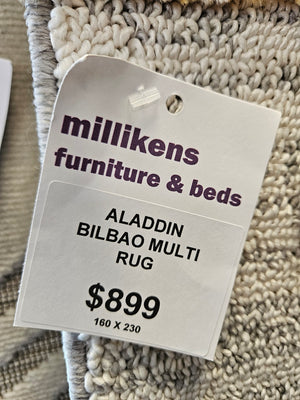 millikens
furniture & beds
ALADDIN
BILBAO MULTI
RUG
$899
160 X 230